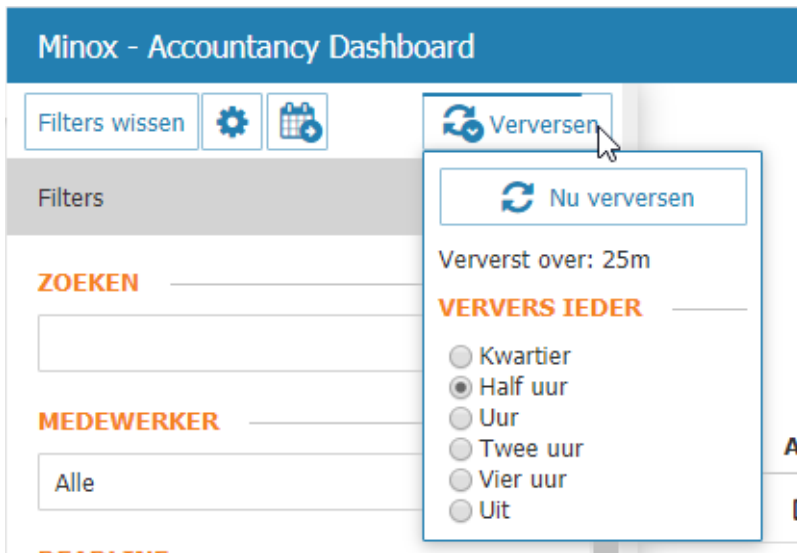 Minox - Accountancy Dashboard
Filters wissen
Verversen
Filters
Nu verversen
Ververst over: 25m
ZOEKEN
VERVERS IEDER
Kwartier
Half uur
Uur
Twee uur
Vier uur
Uit
MEDEWERKER
Alle